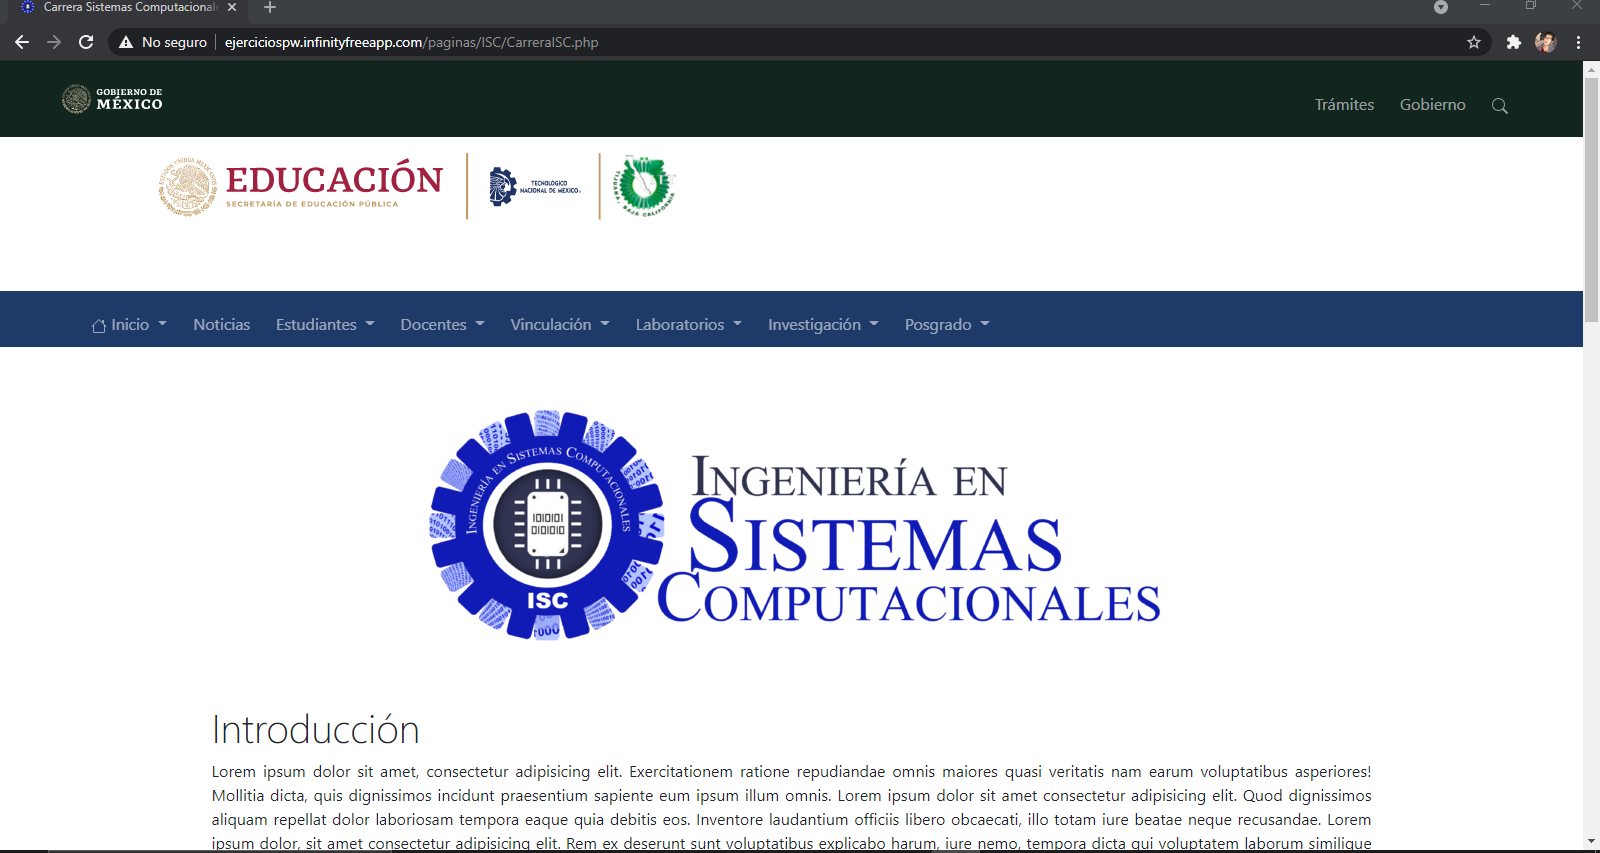 Carrera Sistemas Computacional
No seguro
ejerciciospw.infinityfreeapp.com/paginas/ISC/CarreraISC.php
GOBIERNO DE
MÉXICO
Trámites
Gobierno
EDUCACIÓN
SECRETARÍA DE EDUCACIÓN PÚBLICA
TECNOLÓGICO
NACIONAL DE MÉXICO
BAJA CALIFORNIA
Inicio
Noticias
Estudiantes
Docentes
Vinculación
Laboratorios
Investigación
Posgrado
INGENIERÍA EN SISTEMAS COMPUTACIONALES
1010101
0101010
ISC
INGENIERÍA EN
SISTEMAS
COMPUTACIONALES
Introducción
Lorem ipsum dolor sit amet, consectetur adipisicing elit. Exercitationem ratione repudiandae omnis maiores quasi veritatis nam earum voluptatibus asperiores!
Mollitia dicta, quis dignissimos incidunt praesentium sapiente eum ipsum illum omnis. Lorem ipsum dolor sit amet consectetur adipisicing elit. Quod dignissimos
aliquam repellat dolor laboriosam tempora eaque quia debitis eos. Inventore laudantium officiis libero obcaecati, illo totam iure beatae neque recusandae. Lorem
ipsum dolor, sit amet consectetur adipisicing elit. Rem ex deserunt sunt voluptatibus explicabo harum, iure nemo, tempora dicta qui voluptatem laborum similique